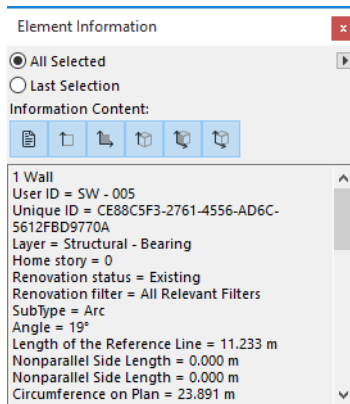 Element Information
x
All Selected
Last Selection
Information Content:
1 Wall
User ID = SW - 005
Unique ID = CE88C5F3-2761-4556-AD6C-
5612FBD9770A
Layer = Structural - Bearing
Home story = 0
Renovation status = Existing
Renovation filter = All Relevant Filters
SubType = Arc
Angle = 19°
Length of the Reference Line = 11.233 m
Nonparallel Side Length = 0.000 m
Nonparallel Side Length = 0.000 m
Circumference on Plan = 23.891 m